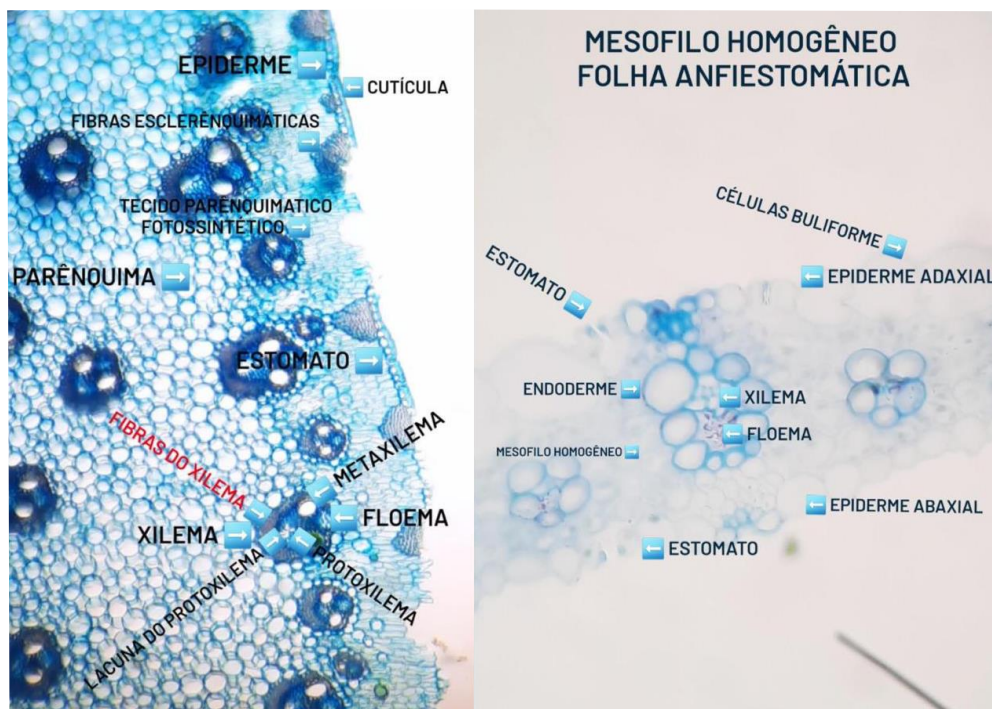 EPIDERME
CUTÍCULA
FIBRAS ESCLERÊNQUIMÁTICAS
TECIDO PARÊNQUIMATICO
FOTOSSINTÉTICO
PARÊNQUIMA
ESTOMATO
FIBRAS DO XILEMA
METAXILEMA
XILEMA
FLOEMA
LACUNA DO PROTOXILEMA
PROTOXILEMA
MESOFILO HOMOGÊNEO
FOLHA ANFIESTOMÁTICA
CÉLULAS BULIFORME
ESTOMATO
EPIDERME ADAXIAL
ENDODERME
XILEMA
FLOEMA
MESOFILO HOMOGÊNEO
EPIDERME ABAXIAL
ESTOMATO